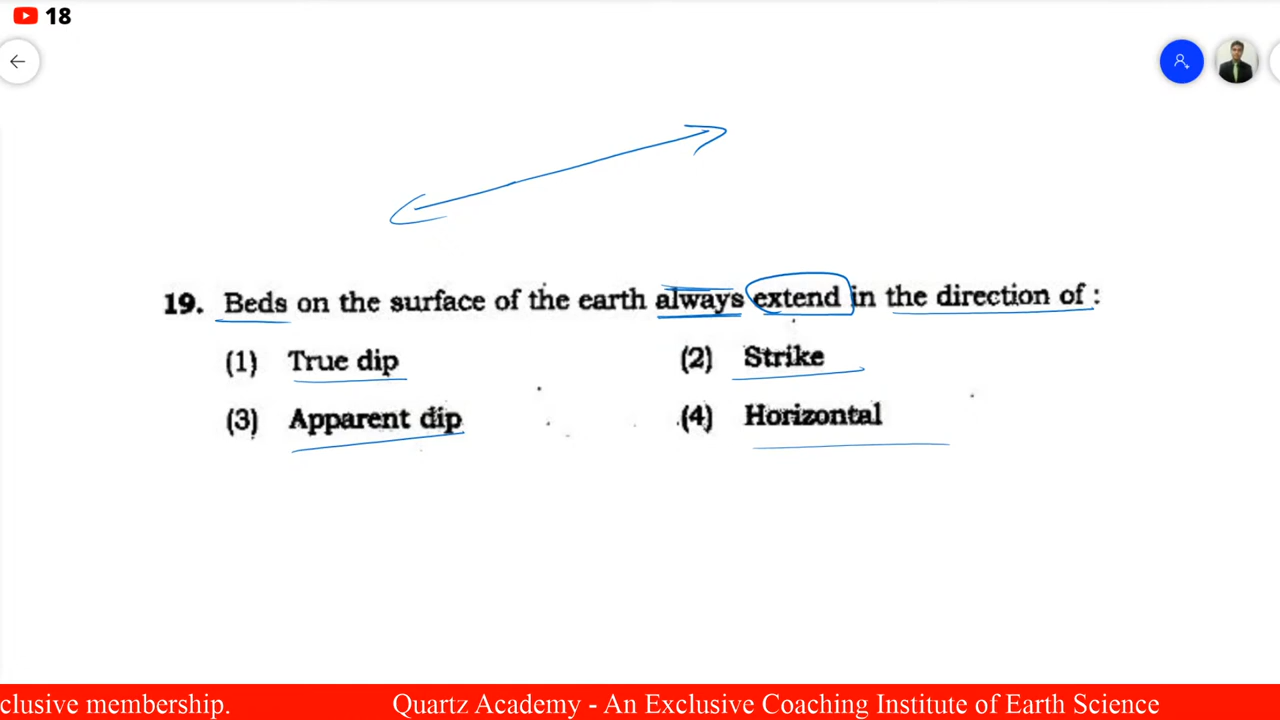 18
19. Beds on the surface of the earth always extend in the direction of :
(1) True dip
(2) Strike
(3) Apparent dip
(4) Horizontal
clusive membership. Quartz Academy - An Exclusive Coaching Institute of Earth Science